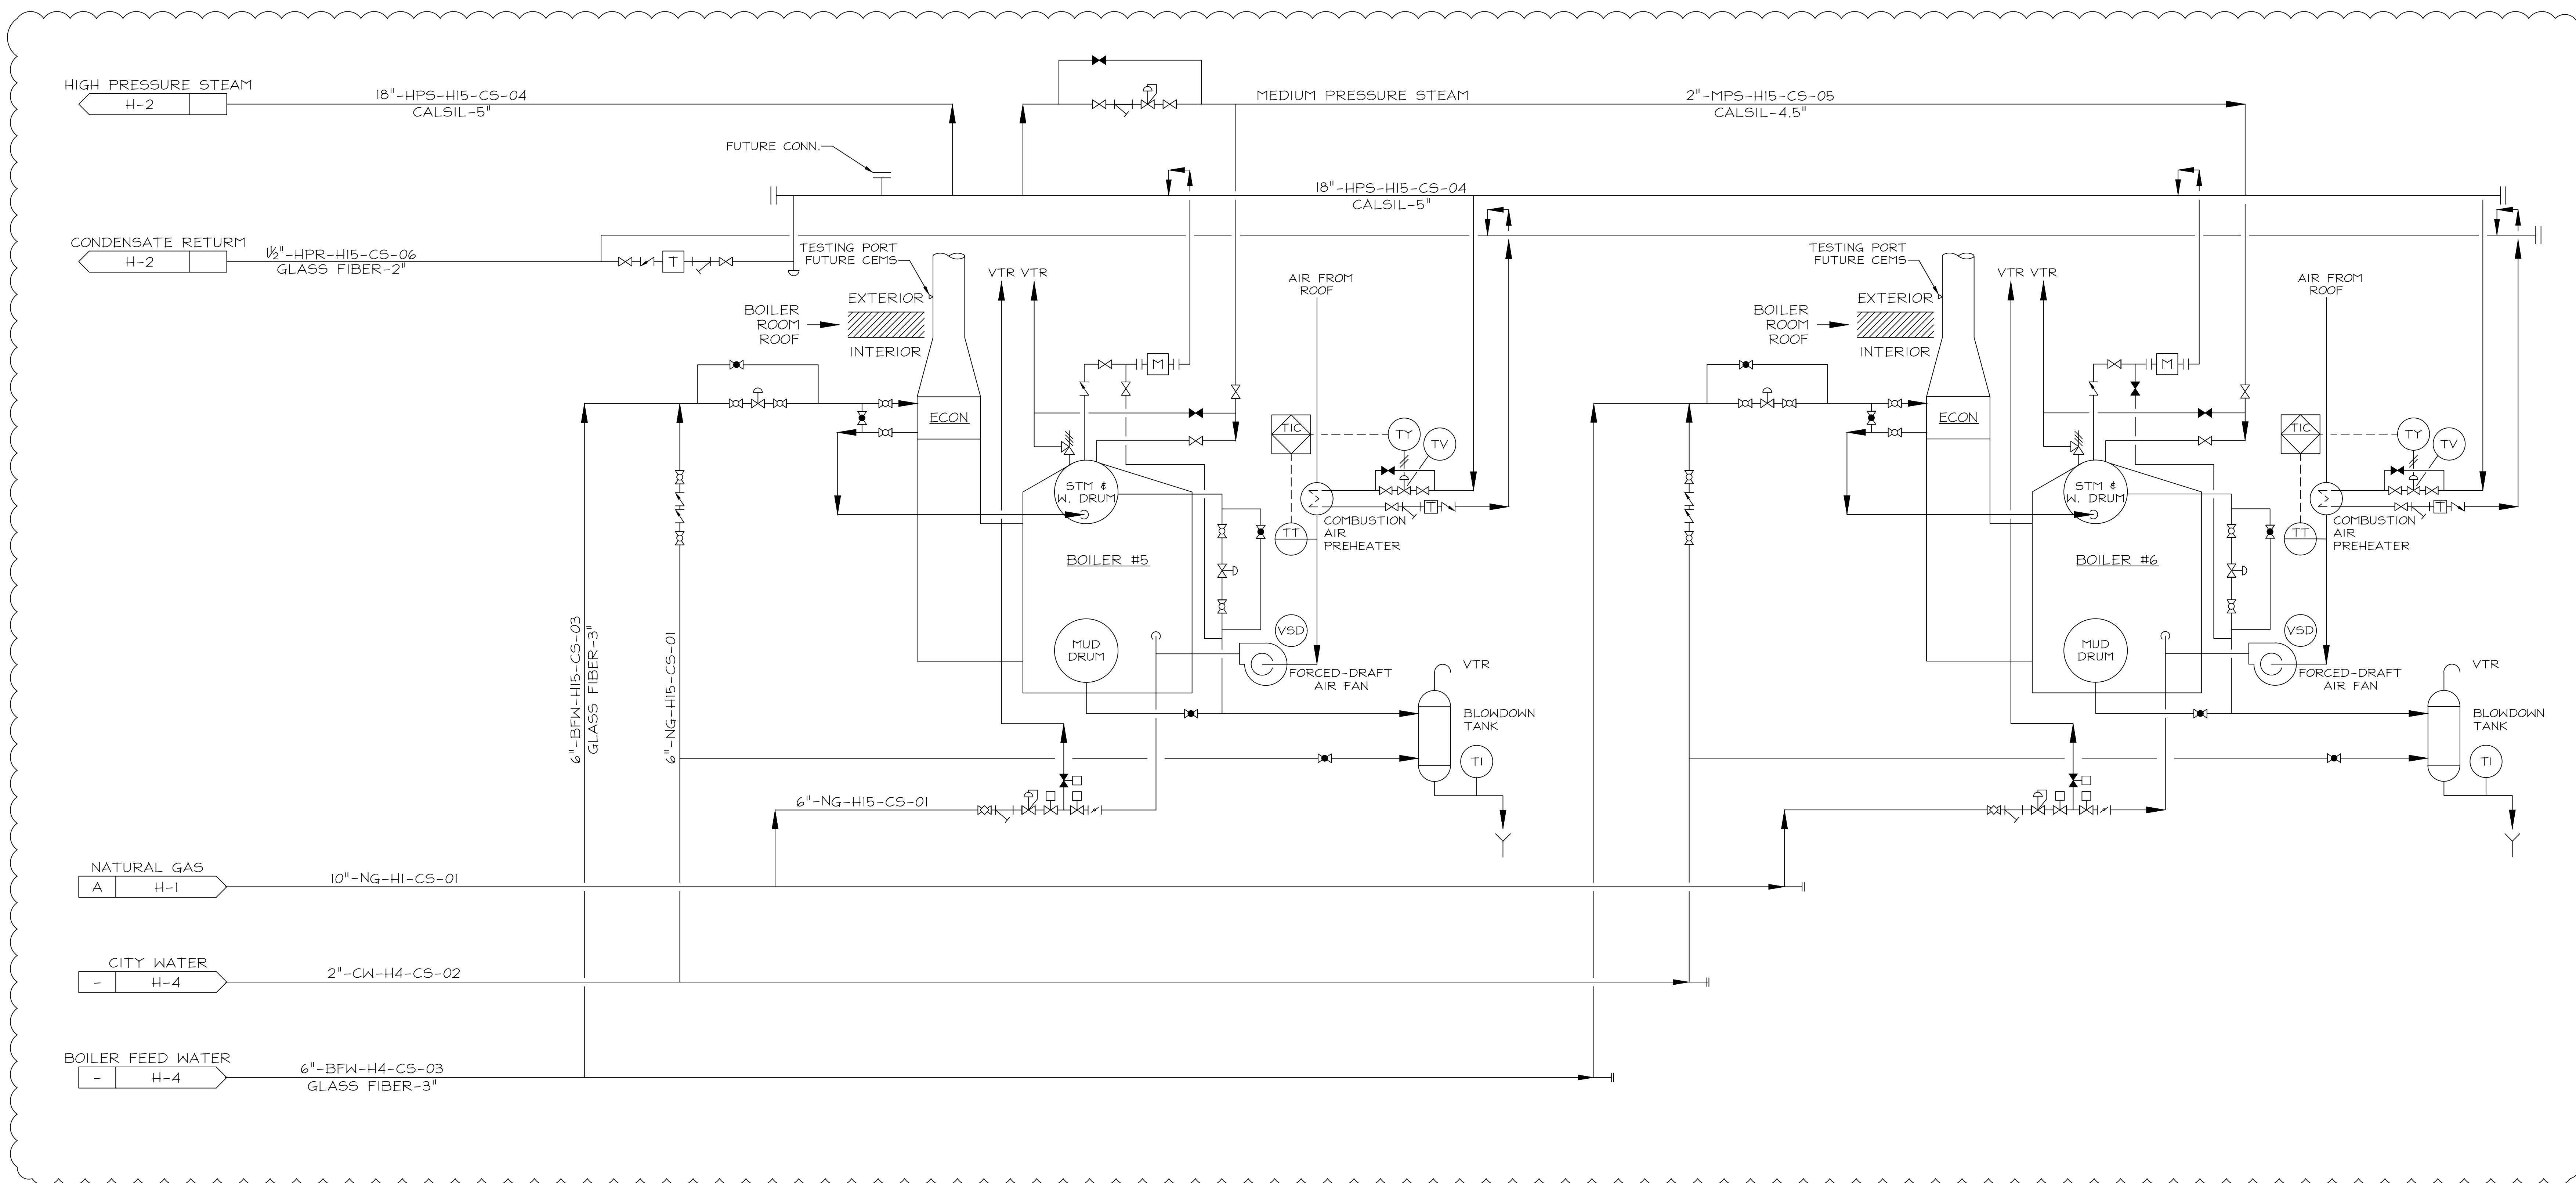 HIGH PRESSURE STEAM
H-2
18"-HPS-H15-CS-04
CALSIL-5"
MEDIUM PRESSURE STEAM
2"-MPS-H15-CS-05
CALSIL-4.5"
FUTURE CONN.
18"-HPS-H15-CS-04
CALSIL-5"
CONDENSATE RETURM
H-2
1½"-HPR-H15-CS-06
GLASS FIBER-2"
T
TESTING PORT
FUTURE CEMS
VTR VTR
EXTERIOR
BOILER
ROOM
ROOF
INTERIOR
AIR FROM
ROOF
M
ECON
TIC
TY
TV
STM &
W. DRUM
T
TT
COMBUSTION
AIR
PREHEATER
BOILER #5
VSD
MUD
DRUM
FORCED-DRAFT
AIR FAN
VTR
BLOWDOWN
TANK
TI
6"-BFW-H15-CS-03
GLASS FIBER-3"
6"-NG-H15-CS-01
6"-NG-H15-CS-01
TESTING PORT
FUTURE CEMS
VTR VTR
EXTERIOR
BOILER
ROOM
ROOF
INTERIOR
AIR FROM
ROOF
M
ECON
TIC
TY
TV
STM &
W. DRUM
T
TT
COMBUSTION
AIR
PREHEATER
BOILER #6
VSD
MUD
DRUM
FORCED-DRAFT
AIR FAN
VTR
BLOWDOWN
TANK
TI
NATURAL GAS
A H-1
10"-NG-H1-CS-01
CITY WATER
- H-4
2"-CW-H4-CS-02
BOILER FEED WATER
- H-4
6"-BFW-H4-CS-03
GLASS FIBER-3"